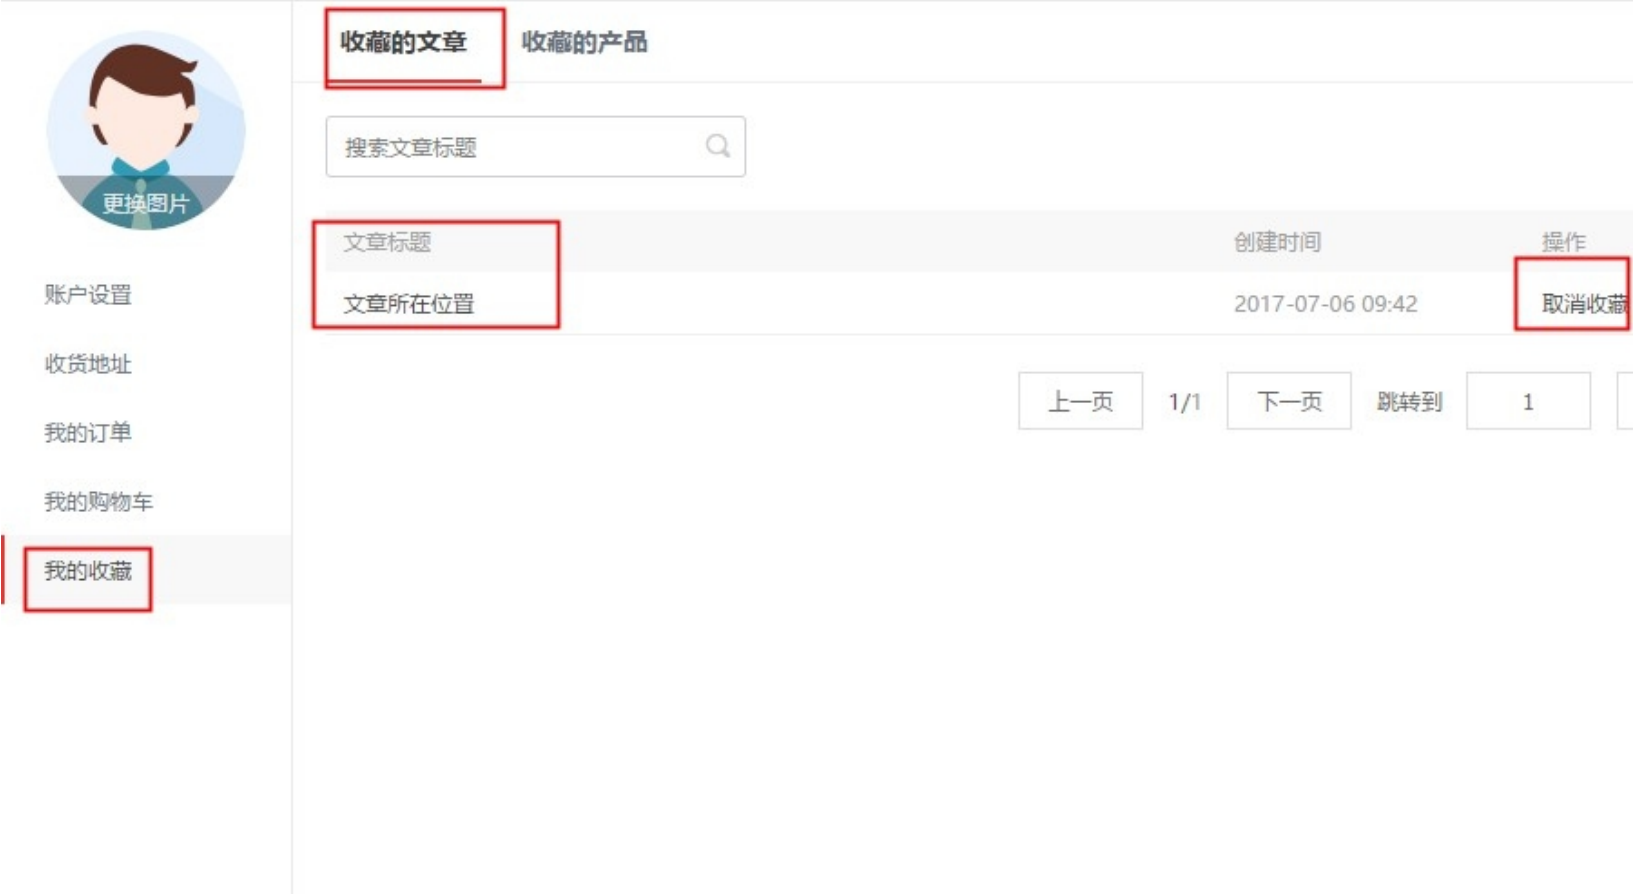 收藏的文章 收藏的产品
搜索文章标题
更换图片
文章标题 创建时间 操作
文章所在位置 2017-07-06 09:42 取消收藏
上一页 1/1 下一页 跳转到 1
账户设置
收货地址
我的订单
我的购物车
我的收藏